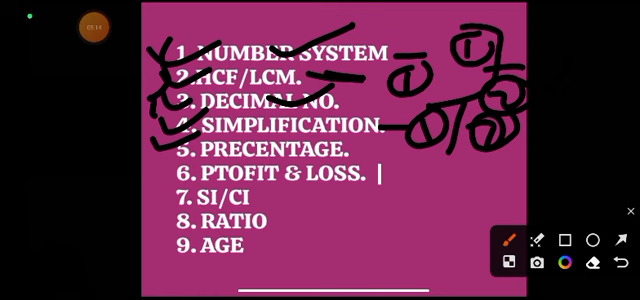 1. NUMBER SYSTEM
2. HCF/LCM.
3. DECIMAL NO.
4. SIMPLIFICATION.
5. PRECENTAGE.
6. PTOFIT & LOSS. |
7. SI/CI
8. RATIO
9. AGE